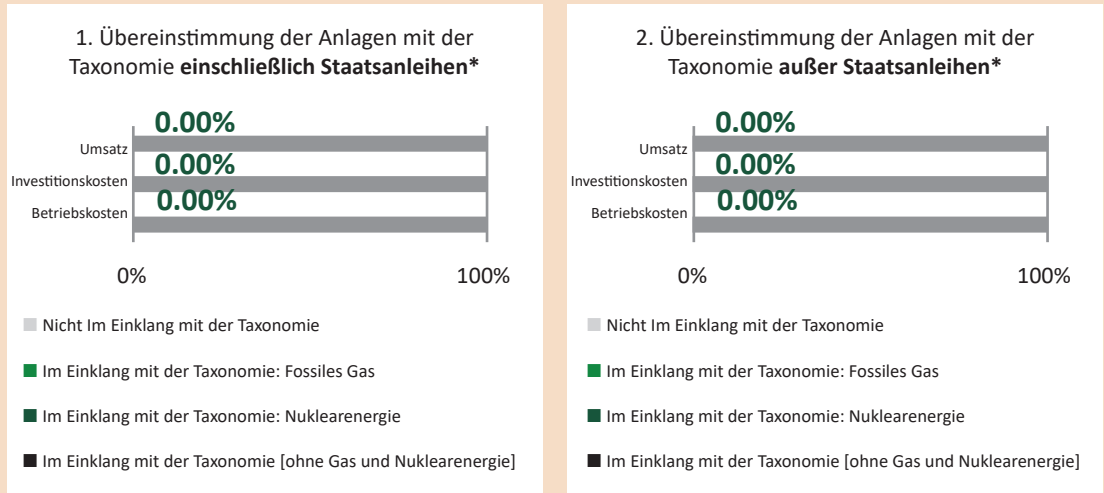 1. Übereinstimmung der Anlagen mit der
Taxonomie einschließlich Staatsanleihen*
0.00%
Umsatz
0.00%
Investitionskosten
0.00%
Betriebskosten
0%
100%
Nicht Im Einklang mit der Taxonomie
Im Einklang mit der Taxonomie: Fossiles Gas
Im Einklang mit der Taxonomie: Nuklearenergie
Im Einklang mit der Taxonomie [ohne Gas und Nuklearenergie]
2. Übereinstimmung der Anlagen mit der
Taxonomie außer Staatsanleihen*
0.00%
Umsatz
0.00%
Investitionskosten
0.00%
Betriebskosten
0%
100%
Nicht Im Einklang mit der Taxonomie
Im Einklang mit der Taxonomie: Fossiles Gas
Im Einklang mit der Taxonomie: Nuklearenergie
Im Einklang mit der Taxonomie [ohne Gas und Nuklearenergie]